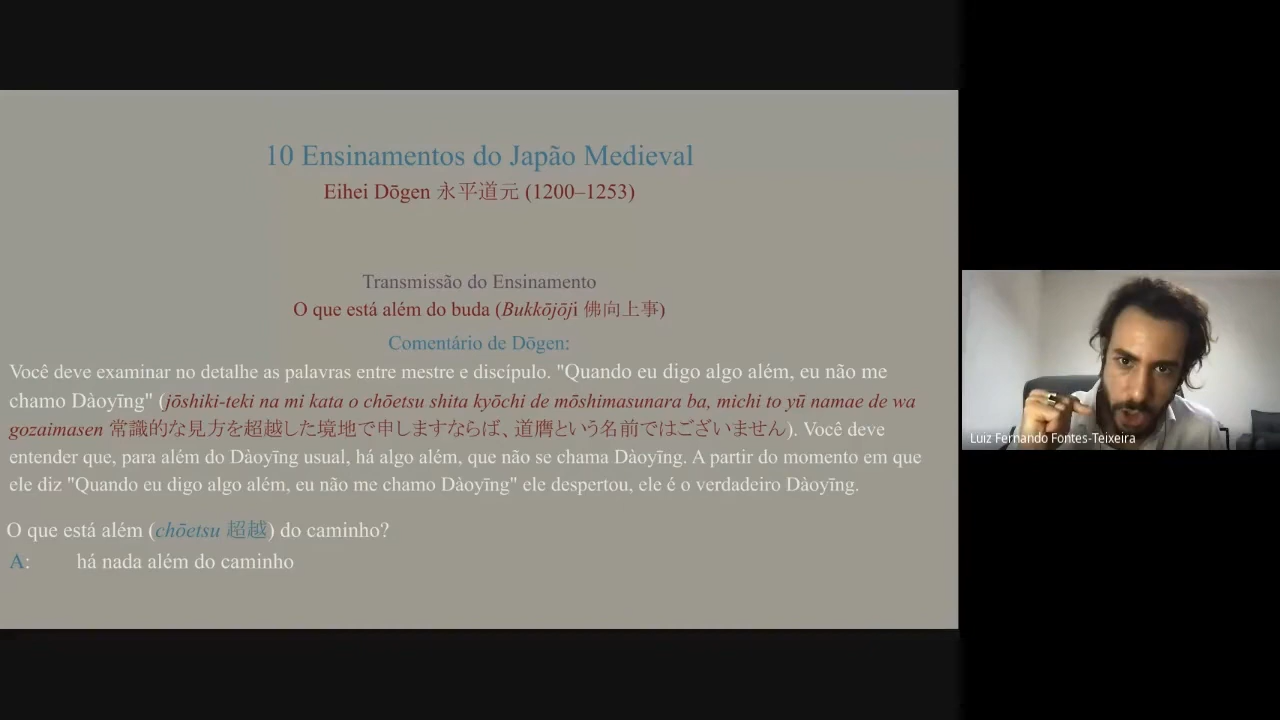 10 Ensinamentos do Japão Medieval
Eihei Dōgen 永平道元 (1200–1253)
Transmissão do Ensinamento
O que está além do buda (Bukkōjōji 佛向上事)
Comentário de Dōgen:
Você deve examinar no detalhe as palavras entre mestre e discípulo. "Quando eu digo algo além, eu não me
chamo Dàoyīng" (jōshiki-teki na mi kata o chōetsu shita kyōchi de mōshimasunara ba, michi to yū namae de wa
gozaimasen 常識的な見方を超越した境地で申しますならば、道膺という名前ではございません). Você deve
entender que, para além do Dàoyīng usual, há algo além, que não se chama Dàoyīng. A partir do momento em que
ele diz "Quando eu digo algo além, eu não me chamo Dàoyīng" ele despertou, ele é o verdadeiro Dàoyīng.
O que está além (chōetsu 超越) do caminho?
A: há nada além do caminho
Luiz Fernando Fontes-Teixeira